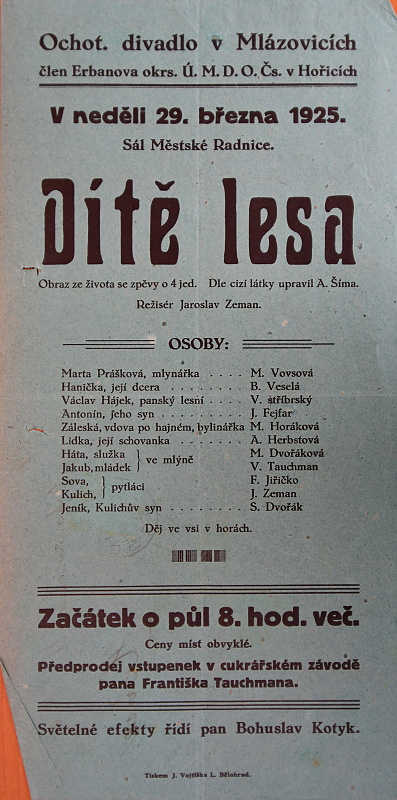 Ochot. divadlo v Mlázovicích
člen Erbanova okrs. Ú. M. D. O. Čs. v Hořicích
V neděli 29. března 1925.
Sál Městské Radnice.
Dítě lesa
Obraz ze života se zpěvy o 4 jed. Dle cizí látky upravil A. Šíma.
Režisér Jaroslav Zeman.
OSOBY:
Marta Prášková, mlynářka . . . . M. Vovsová
Hanička, její dcera . . . . . . . . B. Veselá
Václav Hájek, panský lesní . . . . V. stříbrský
Antonín, jeho syn . . . . . . . . . J. Fejfar
Záleská, vdova po hajném, bylinářka M. Horáková
Lidka, její schovanka . . . . . . . . A. Herbstová
Háta, služka } ve mlýně M. Dvořáková
Jakub, mládek V. Tauchman
Sova, } pytláci F. Jiřičko
Kulich, J. Zeman
Jeník, Kulichův syn . . . . . . . . S. Dvořák
Děj ve vsi v horách.
Začátek o půl 8. hod. več.
Ceny míst obvyklé.
Předprodej vstupenek v cukrářském závodě
pana Františka Tauchmana.
Světelné efekty řídí pan Bohuslav Kotyk.
Tiskem J. Vojtíška L. Bělohrad.